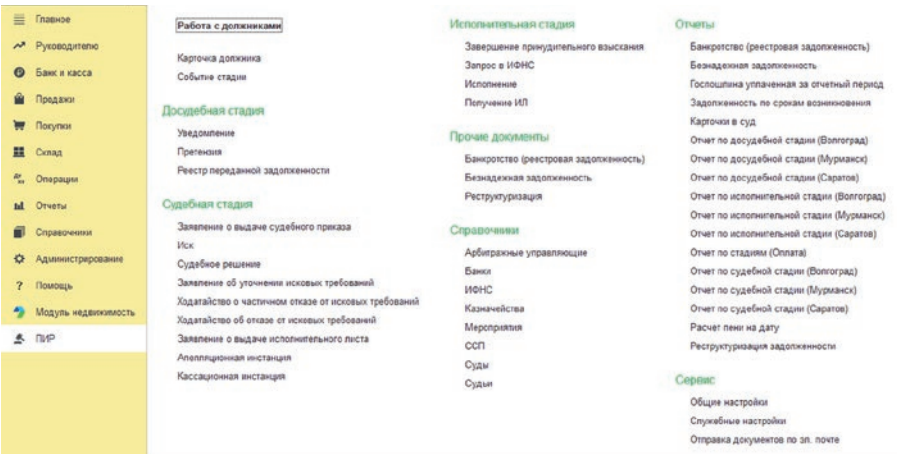 Главное
Руководителю
Банк и касса
Продажи
Покупки
Склад
Операции
Отчеты
Справочники
Администрирование
Помощь
Модуль недвижимость
ПИР
Работа с должниками
Карточка должника
Событие стадии
Досудебная стадия
Уведомление
Претензия
Реестр переданной задолженности
Судебная стадия
Заявление о выдаче судебного приказа
Иск
Судебное решение
Заявление об уточнении исковых требований
Ходатайство о частичном отказе от исковых требований
Ходатайство об отказе от исковых требований
Заявление о выдаче исполнительного листа
Апелляционная инстанция
Кассационная инстанция
Исполнительная стадия
Завершение принудительного взыскания
Запрос в ИФНС
Исполнение
Получение ИЛ
Прочие документы
Банкротство (реестровая задолженность)
Безнадежная задолженность
Реструктуризация
Справочники
Арбитражные управляющие
Банки
ИФНС
Казначейства
Мероприятия
ССП
Суды
Судьи
Отчеты
Банкротство (реестровая задолженность)
Безнадежная задолженность
Госпошлина уплаченная за отчетный период
Задолженность по срокам возникновения
Карточки в суд
Отчет по досудебной стадии (Волгоград)
Отчет по досудебной стадии (Мурманск)
Отчет по досудебной стадии (Саратов)
Отчет по исполнительной стадии (Волгоград)
Отчет по исполнительной стадии (Мурманск)
Отчет по исполнительной стадии (Саратов)
Отчет по стадиям (Оплата)
Отчет по судебной стадии (Волгоград)
Отчет по судебной стадии (Мурманск)
Отчет по судебной стадии (Саратов)
Расчет пени на дату
Реструктуризация задолженности
Сервис
Общие настройки
Служебные настройки
Отправка документов по эл. почте